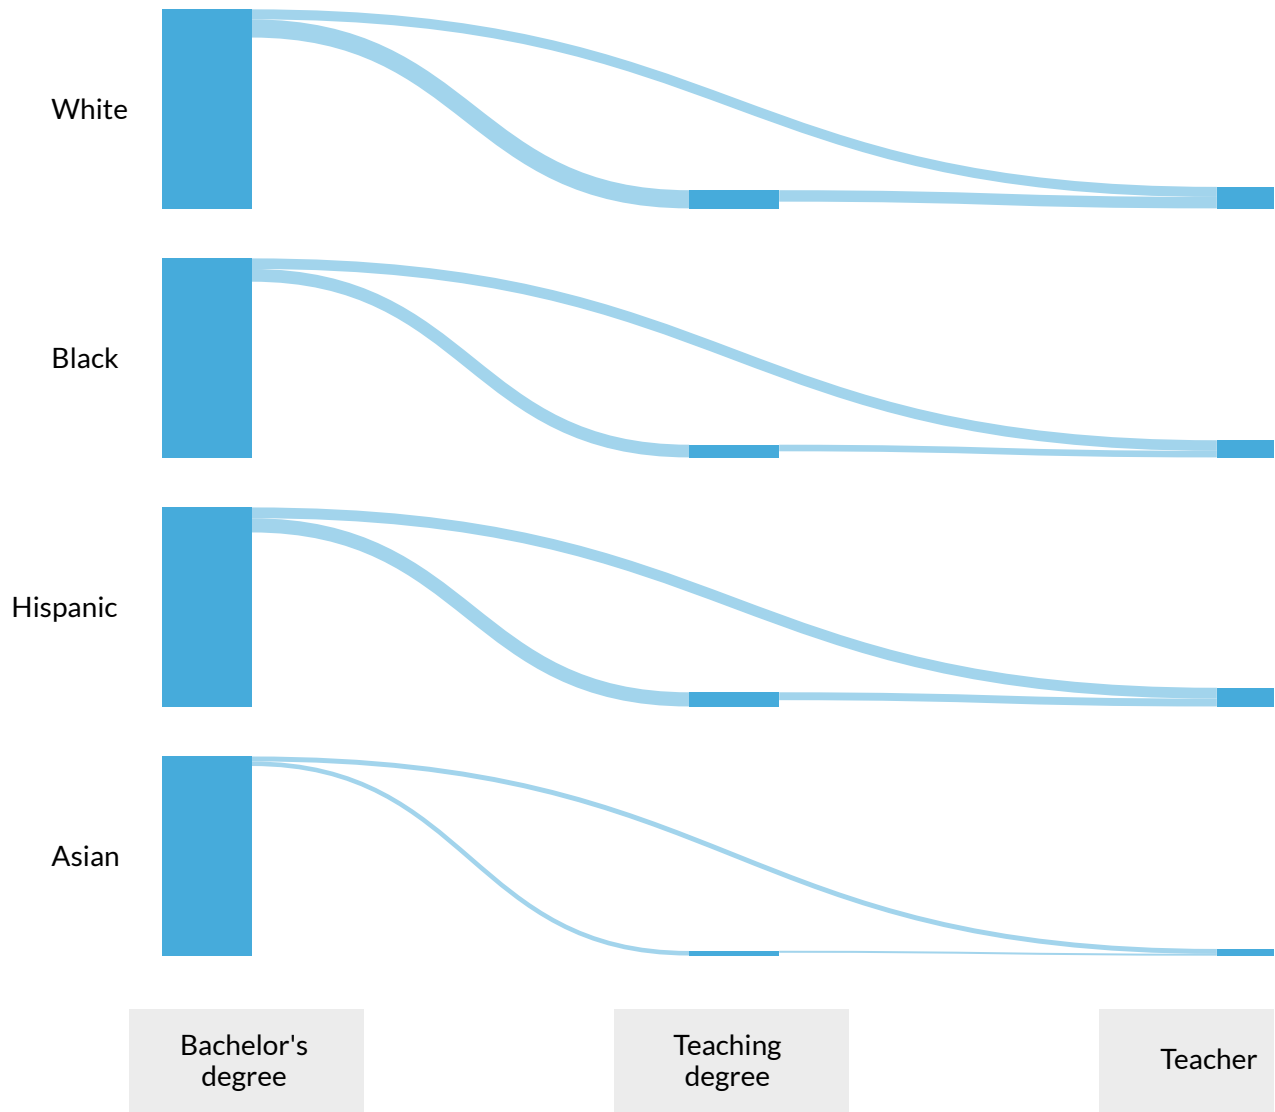 White
Black
Hispanic
Asian
Bachelor's
degree
Teaching
degree
Teacher